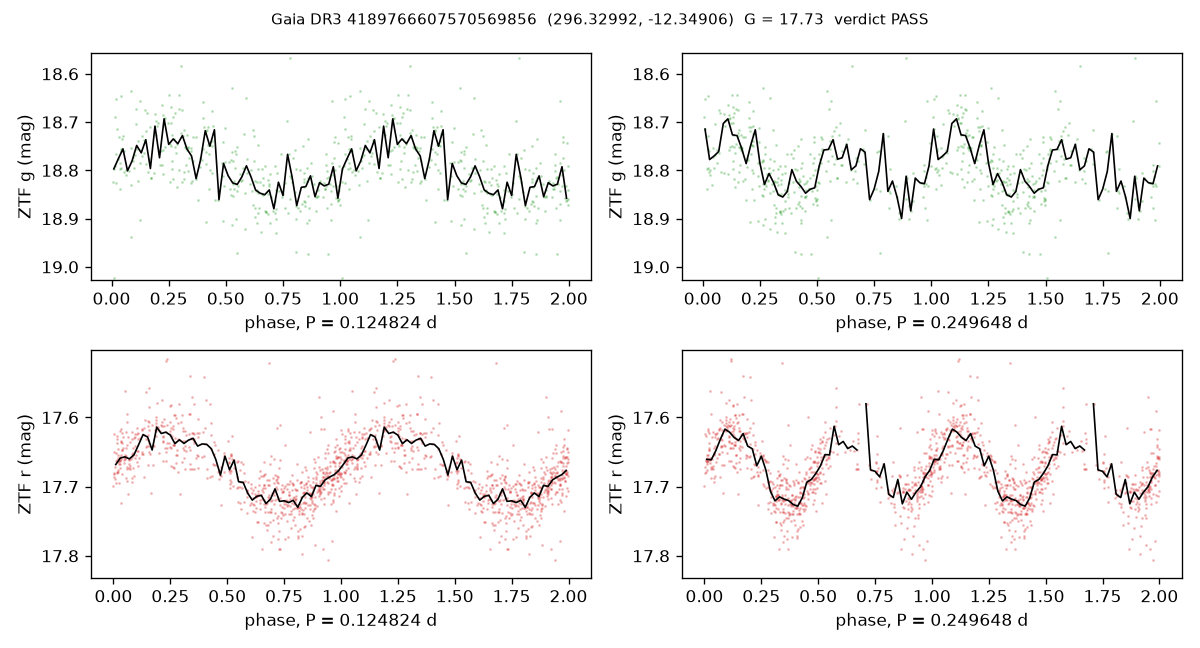 Gaia DR3 4189766607570569856 (296.32992, -12.34906) G = 17.73 verdict PASS
ZTF g (mag)
18.6
18.7
18.8
18.9
19.0
0.00 0.25 0.50 0.75 1.00 1.25 1.50 1.75 2.00
phase, P = 0.124824 d
ZTF g (mag)
18.6
18.7
18.8
18.9
19.0
0.00 0.25 0.50 0.75 1.00 1.25 1.50 1.75 2.00
phase, P = 0.249648 d
ZTF r (mag)
17.6
17.7
17.8
0.00 0.25 0.50 0.75 1.00 1.25 1.50 1.75 2.00
phase, P = 0.124824 d
ZTF r (mag)
17.6
17.7
17.8
0.00 0.25 0.50 0.75 1.00 1.25 1.50 1.75 2.00
phase, P = 0.249648 d